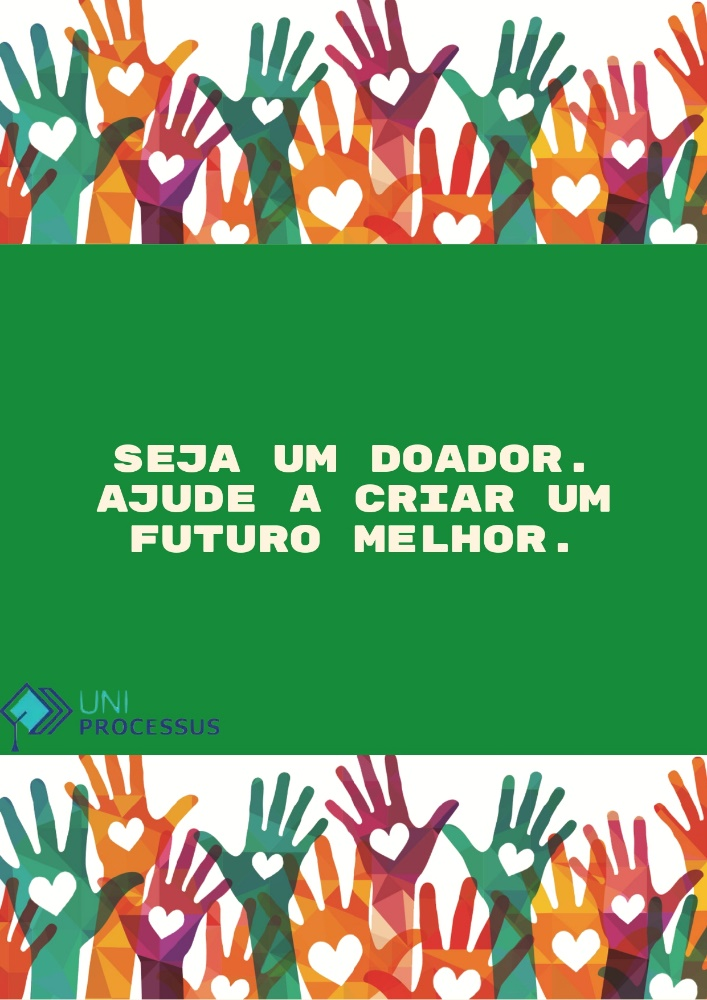 SEJA UM DOADOR.
AJUDE A CRIAR UM
FUTURO MELHOR.
UNI
PROCESSUS